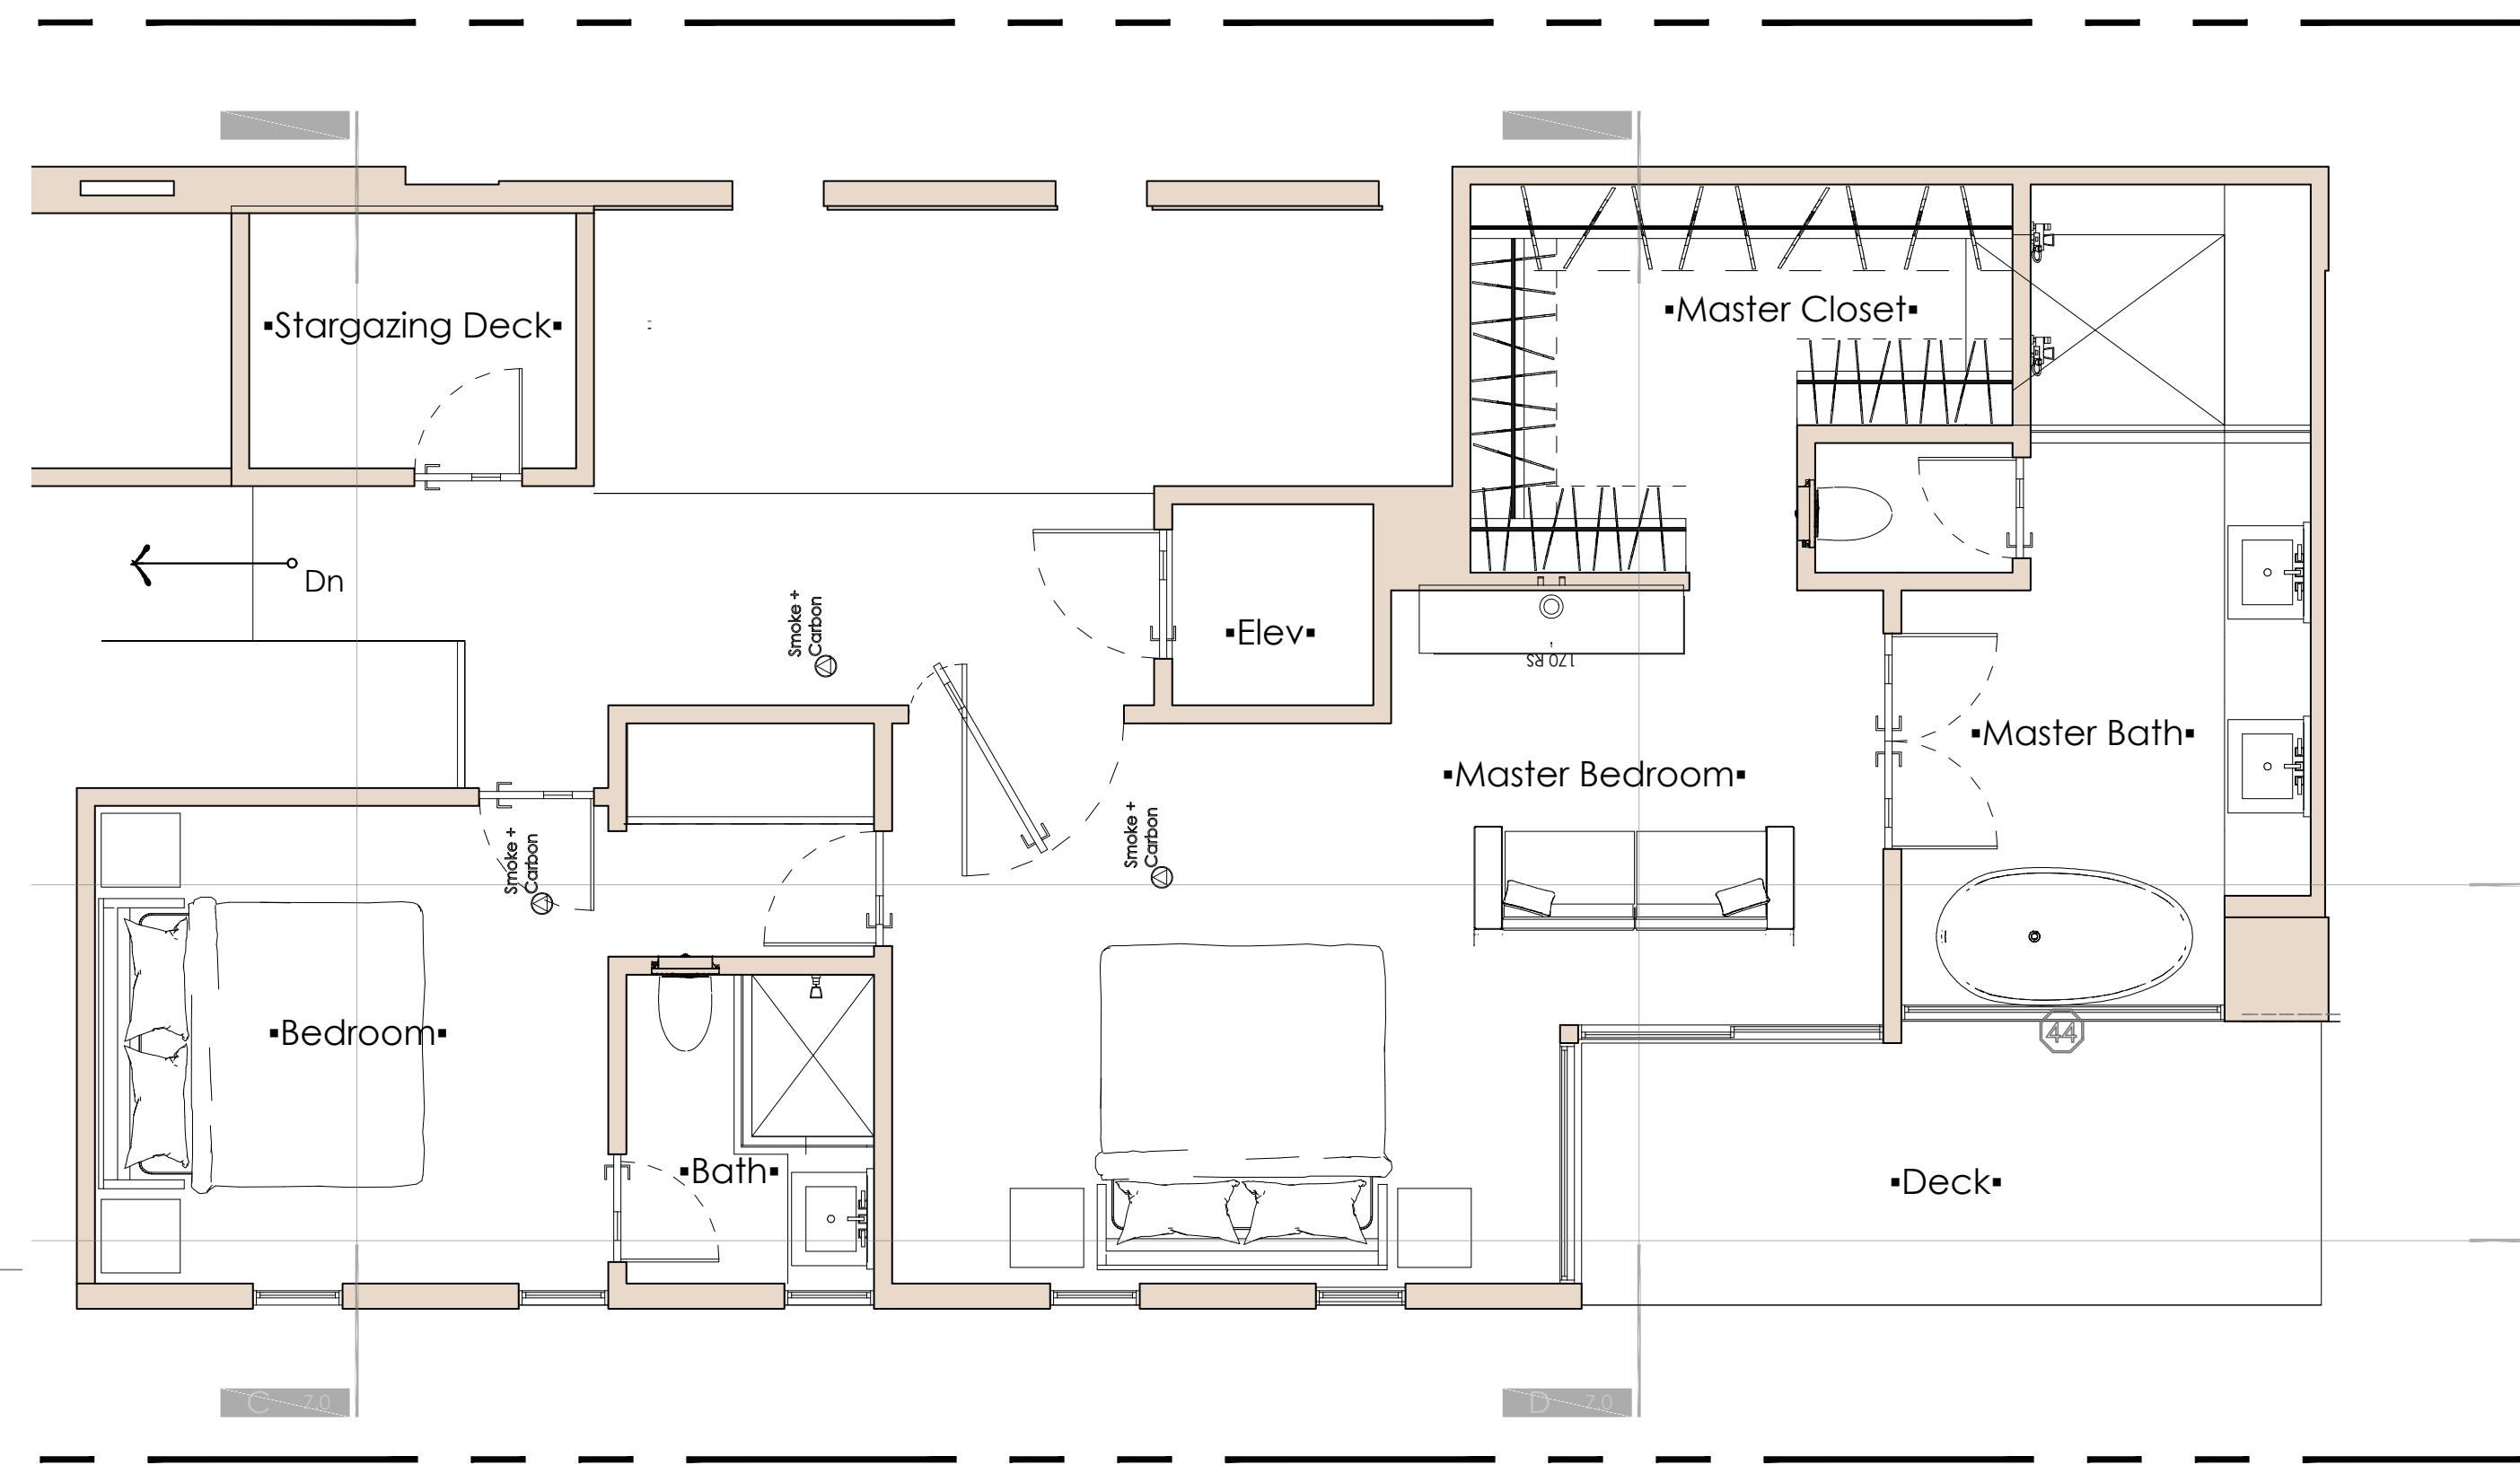 ▪Stargazing Deck▪
▪Master Closet▪
Dn
Smoke +
Carbon
▪Elev▪
170 RS
▪Master Bath▪
▪Master Bedroom▪
Smoke +
Carbon
Smoke +
Carbon
▪Bedroom▪
44
▪Bath▪
▪Deck▪
C 7.0
D 7.0